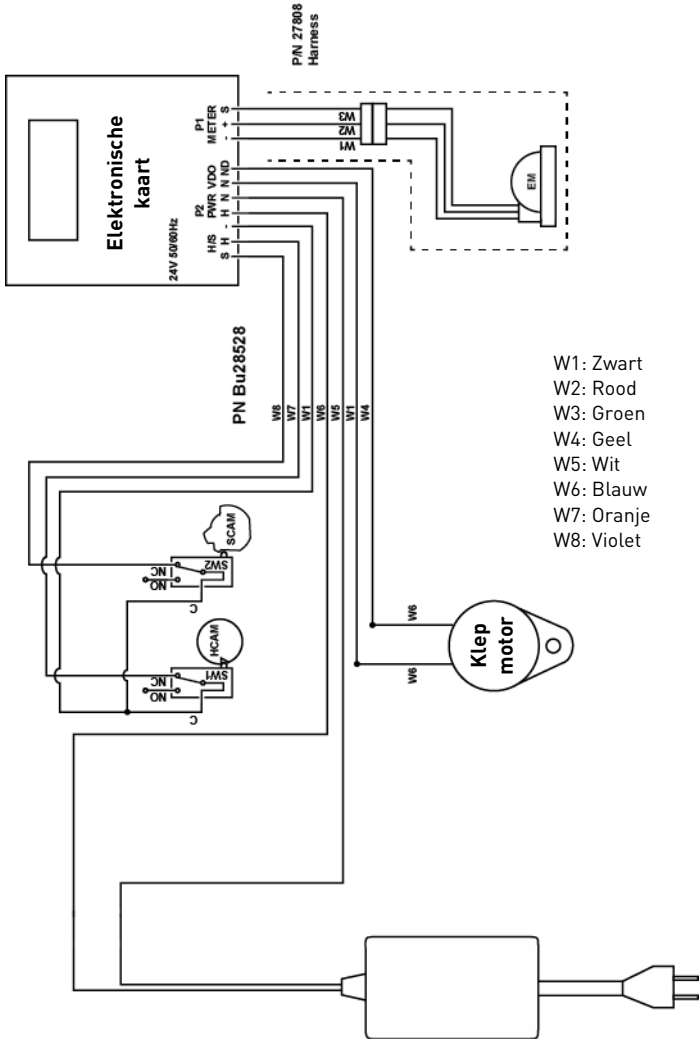 P/N 27808
Harness
Elektronische
kaart
24V 50/60Hz
P1
METER
- + S
P2
H/S PWR VDO
S H - H N N ND
W1
W2
W3
EM
PN Bu28528
W8
W7
W1
W6
W5
W1
W4
SCAM
SW2
NC
NO
C
HCAM
SW1
NC
NO
C
W6
W6
Klep
motor
W1: Zwart
W2: Rood
W3: Groen
W4: Geel
W5: Wit
W6: Blauw
W7: Oranje
W8: Violet